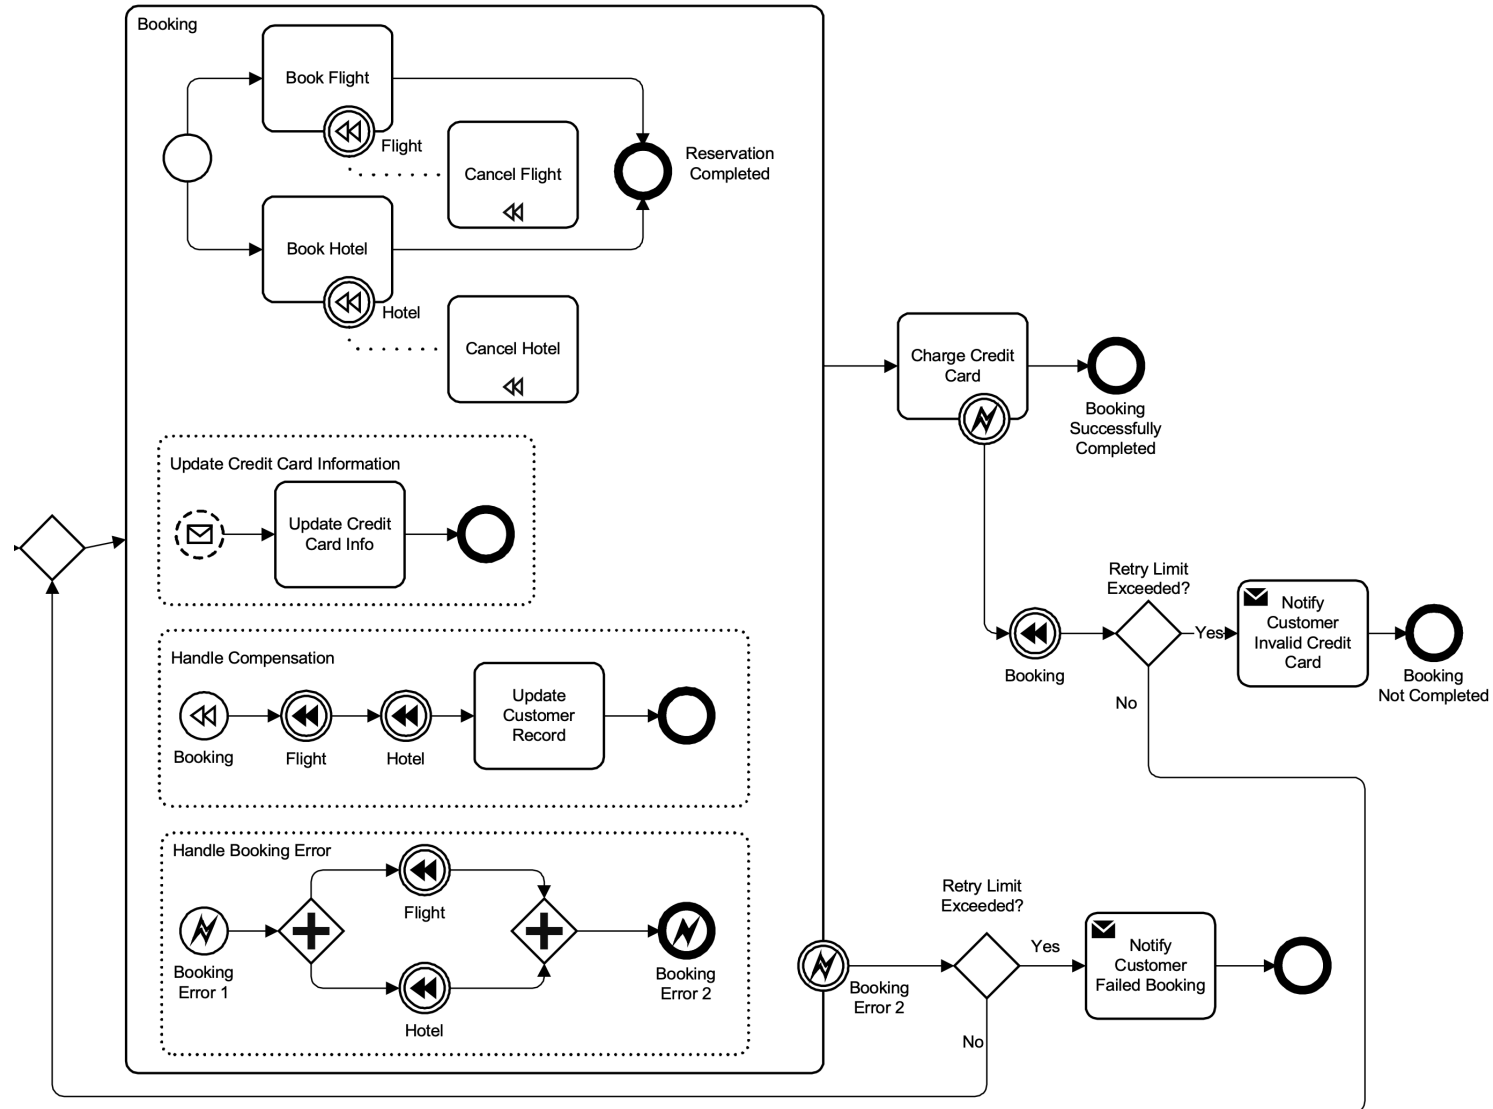 Booking
Book Flight
Flight
Cancel Flight
Reservation
Completed
Book Hotel
Hotel
Cancel Hotel
Charge Credit
Card
Booking
Successfully
Completed
Update Credit Card Information
Update Credit
Card Info
Retry Limit
Exceeded?
Yes
Notify
Customer
Invalid Credit
Card
Booking
Booking
Not Completed
No
Handle Compensation
Booking
Flight
Hotel
Update
Customer
Record
Handle Booking Error
Booking
Error 1
Flight
Hotel
Booking
Error 2
Booking
Error 2
Retry Limit
Exceeded?
Yes
Notify
Customer
Failed Booking
No